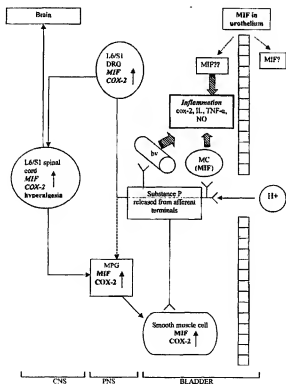 Brain
MIF in
urothelium
L6/S1
DRG
MIF
COX-2
MIF??
MIF?
Inflammation
cox-2, IL, TNF-α,
NO
bv
MC
(MIF)
L6/S1 spinal
cord
MIF
COX-2
hyperalgesia
Substance P
released from afferent
terminals
H+
MPG
MIF
COX-2
Smooth muscle cell
MIF
COX-2
CNS
PNS
BLADDER